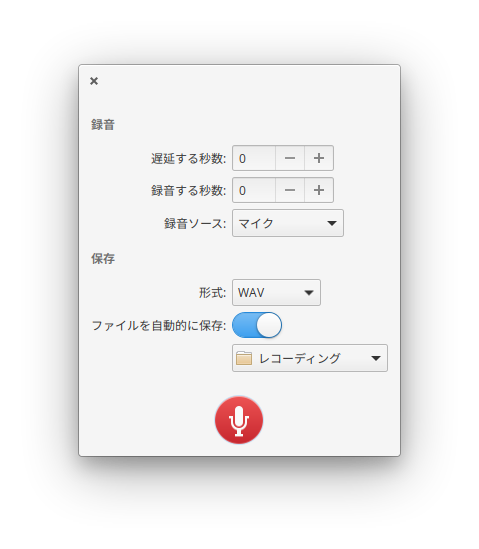 録音
遅延する秒数: 0
録音する秒数: 0
録音ソース: マイク
保存
形式: WAV
ファイルを自動的に保存:
レコーディング